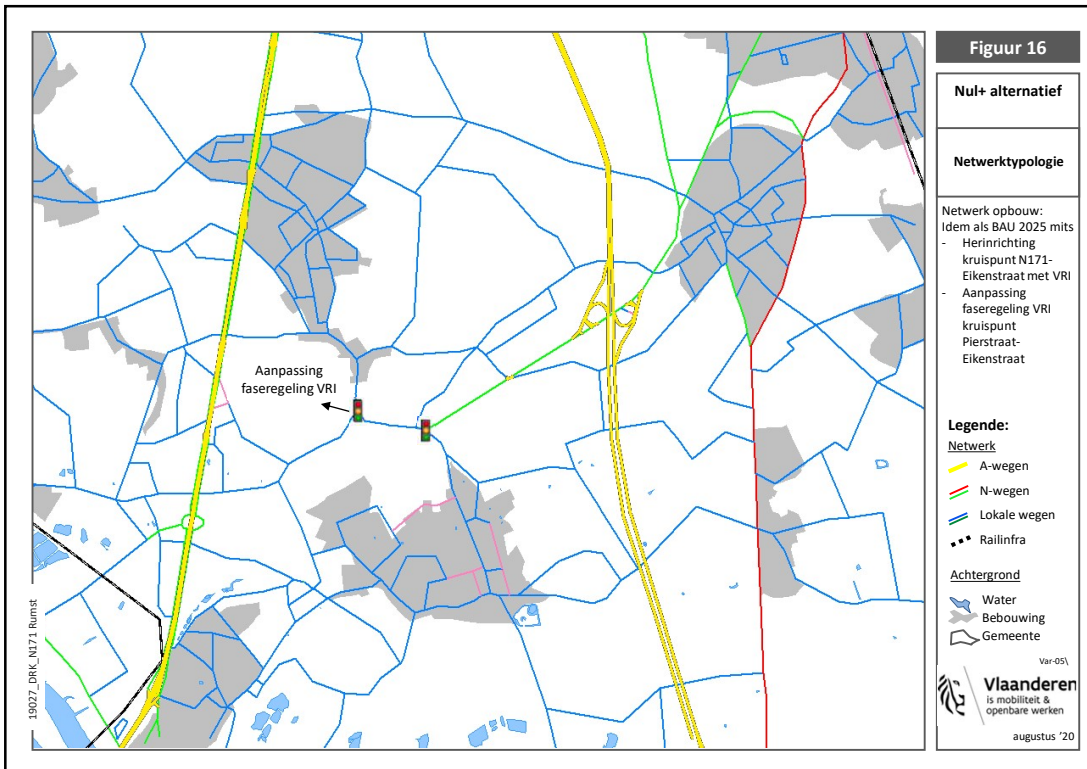 Figuur 16
Nul+ alternatief
Netwerktypologie
Netwerk opbouw:
Idem als BAU 2025 mits
- Herinrichting
kruispunt N171-
Eikenstraat met VRI
- Aanpassing
faseregeling VRI
kruispunt
Pierstraat-
Eikenstraat
Legende:
Netwerk
A-wegen
N-wegen
Lokale wegen
Railinfra
Achtergrond
Water
Bebouwing
Gemeente
Var-05\
Vlaanderen
is mobiliteit &
openbare werken
augustus '20
Aanpassing
faseregeling VRI
19027_DRK_N171 Rumst